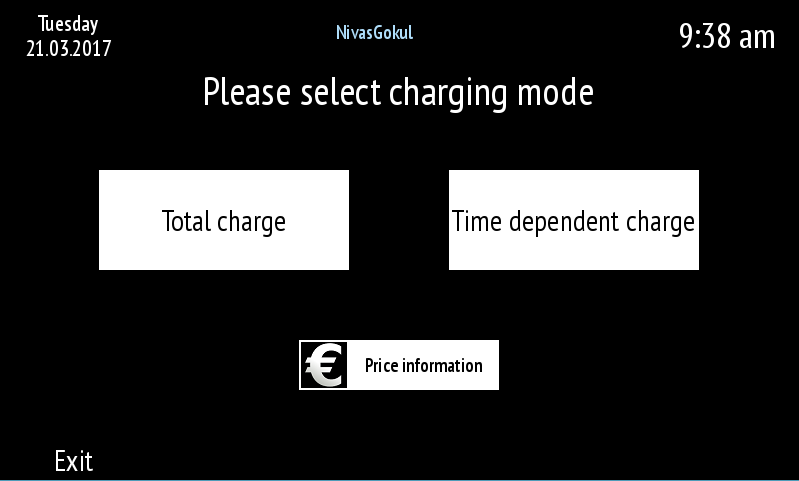 Tuesday
21.03.2017
NivasGokul
9:38 am
Please select charging mode
Total charge
Time dependent charge
€ Price information
Exit